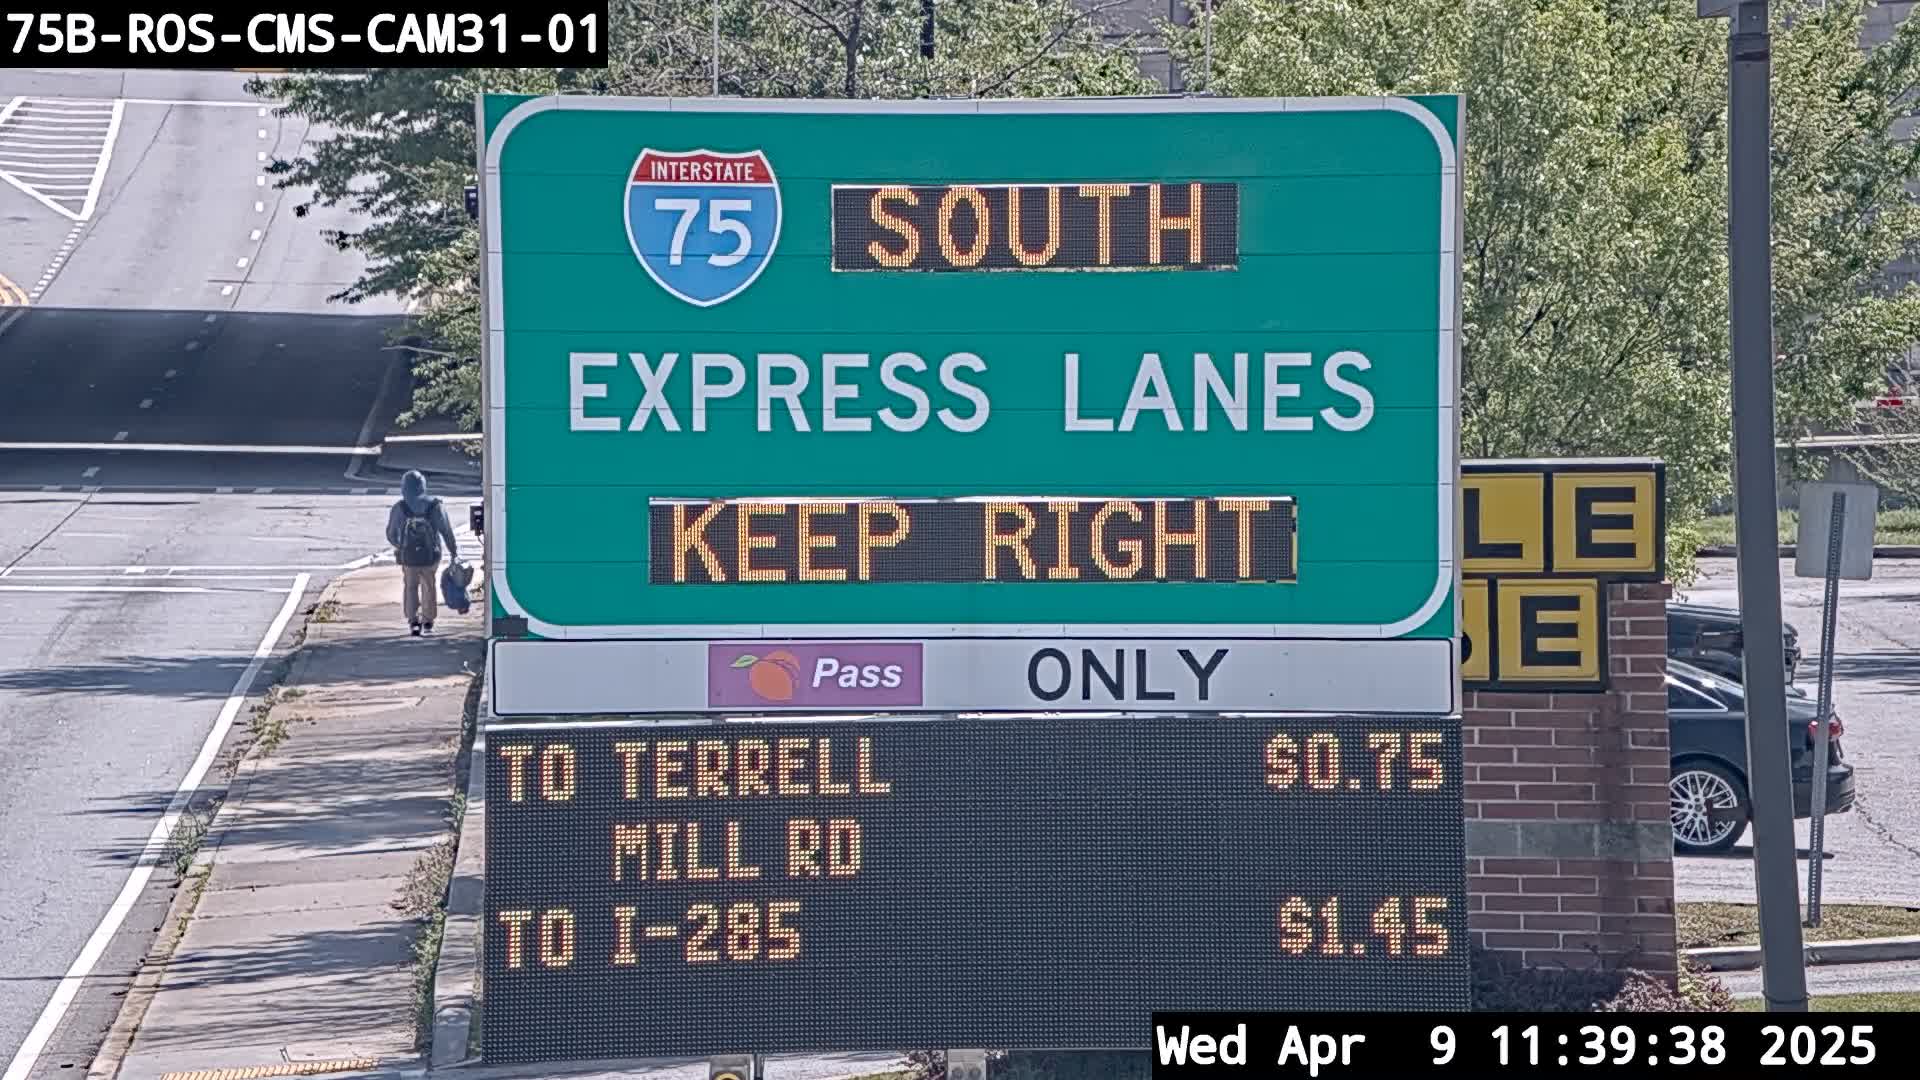 75B-ROS-CMS-CAM31-01
INTERSTATE
75
SOUTH
EXPRESS LANES
KEEP RIGHT
Pass ONLY
TO TERRELL $0.75
MILL RD
TO I-285 $1.45
LE
E
Wed Apr 9 11:39:38 2025